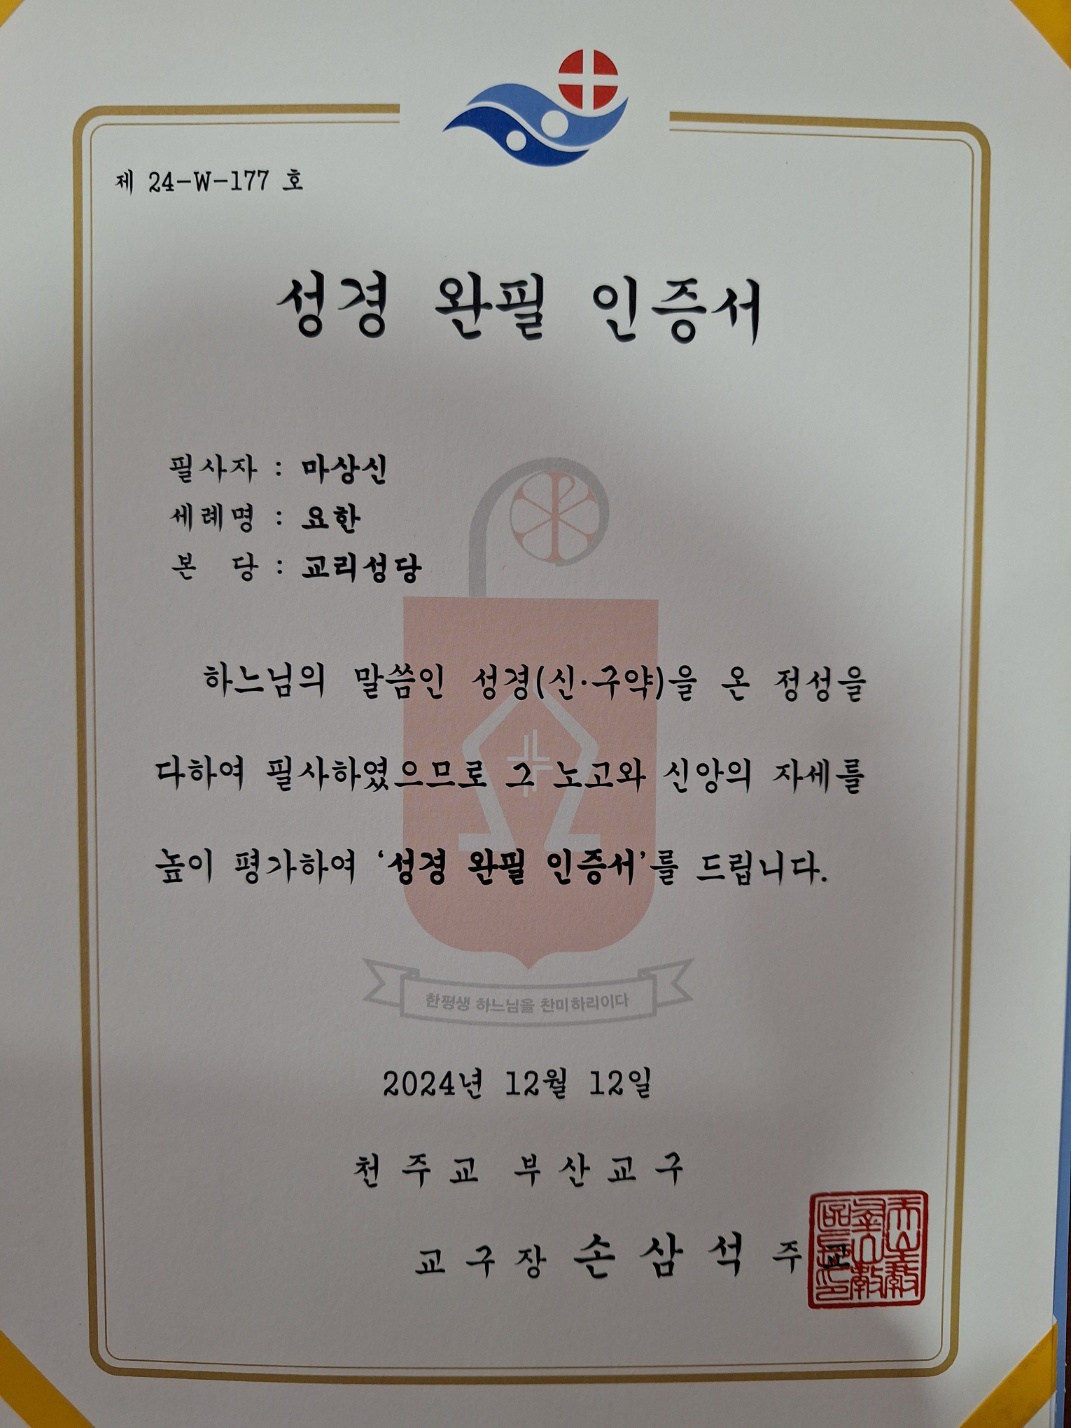 제 24-W-177 호
성경 완필 인증서
필사자 : 마상신
세례명 : 요한
본 당 : 교리성당
하느님의 말씀인 성경(신·구약)을 온 정성을
다하여 필사하였으므로 그 노고와 신앙의 자세를
높이 평가하여 ‘성경 완필 인증서’를 드립니다.
한평생 하느님을 찬미하리이다
2024년 12월 12일
천주교 부산교구
교구장 손삼석 주교